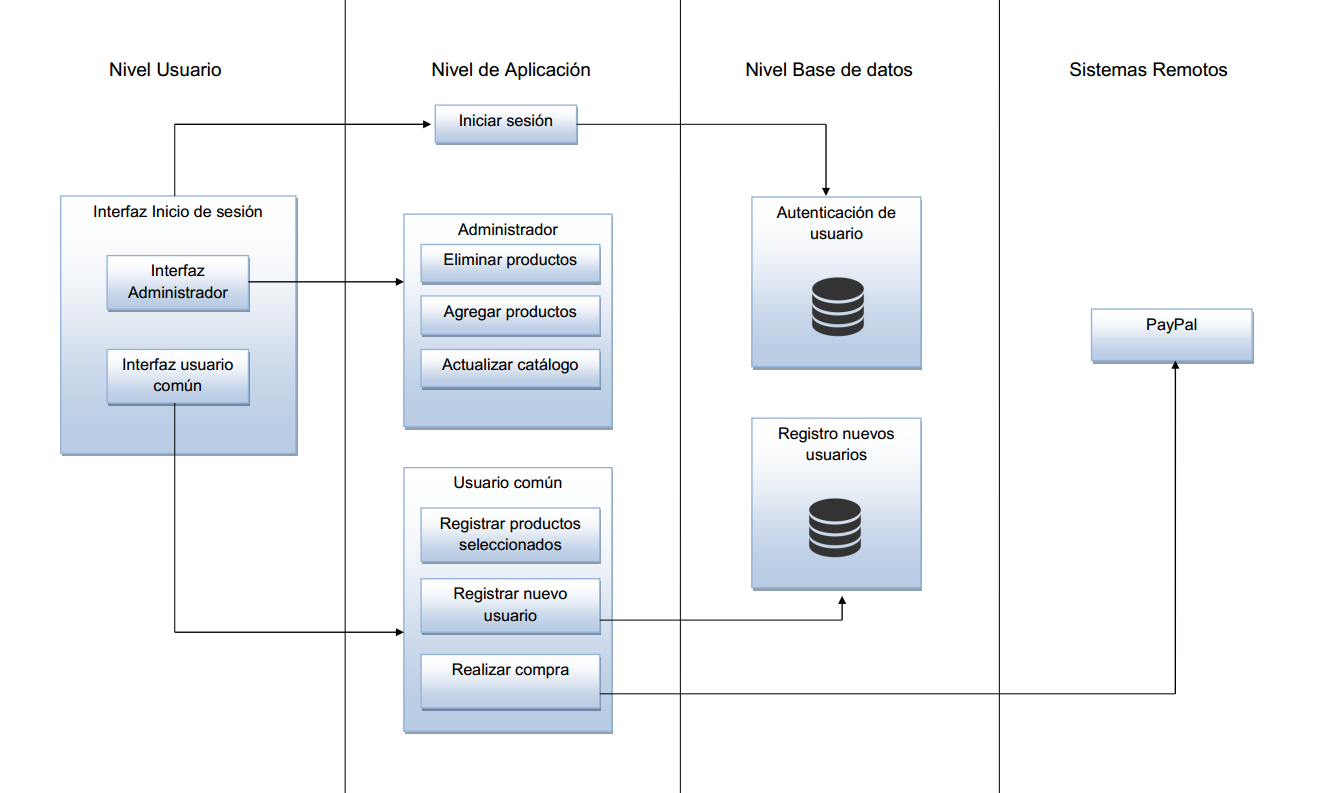 Nivel Usuario
Nivel de Aplicación
Nivel Base de datos
Sistemas Remotos
Iniciar sesión
Interfaz Inicio de sesión
Interfaz
Administrador
Interfaz usuario
común
Administrador
Eliminar productos
Agregar productos
Actualizar catálogo
Usuario común
Registrar productos
seleccionados
Registrar nuevo
usuario
Realizar compra
Autenticación de
usuario
Registro nuevos
usuarios
PayPal